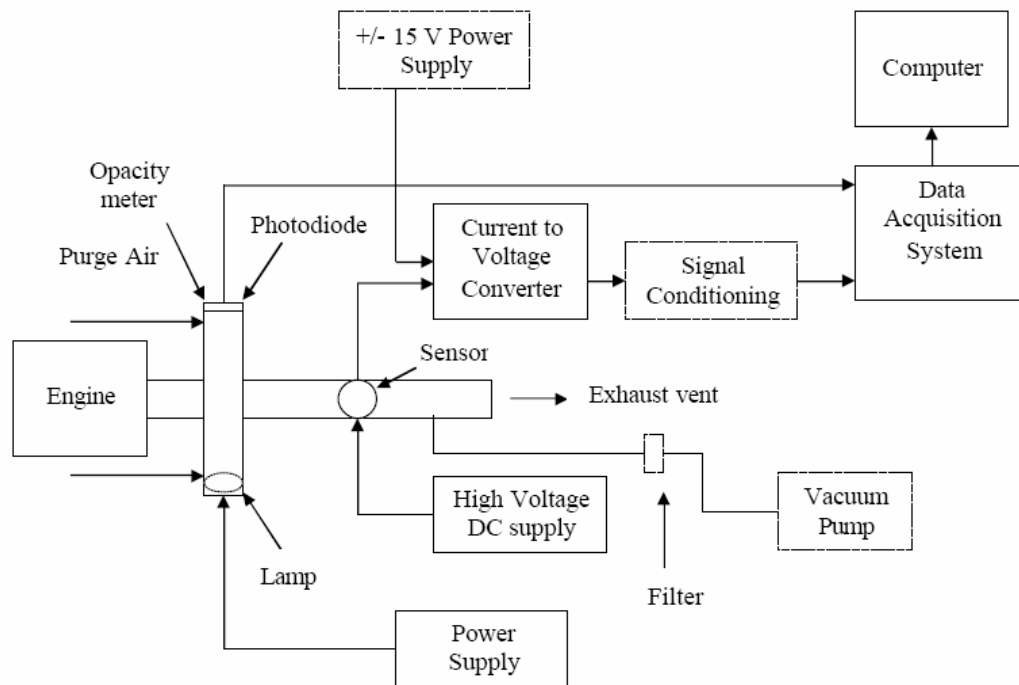 +/- 15 V Power
Supply
Computer
Opacity
meter
Photodiode
Purge Air
Current to
Voltage
Converter
Signal
Conditioning
Data
Acquisition
System
Engine
Sensor
Exhaust vent
High Voltage
DC supply
Vacuum
Pump
Lamp
Filter
Power
Supply